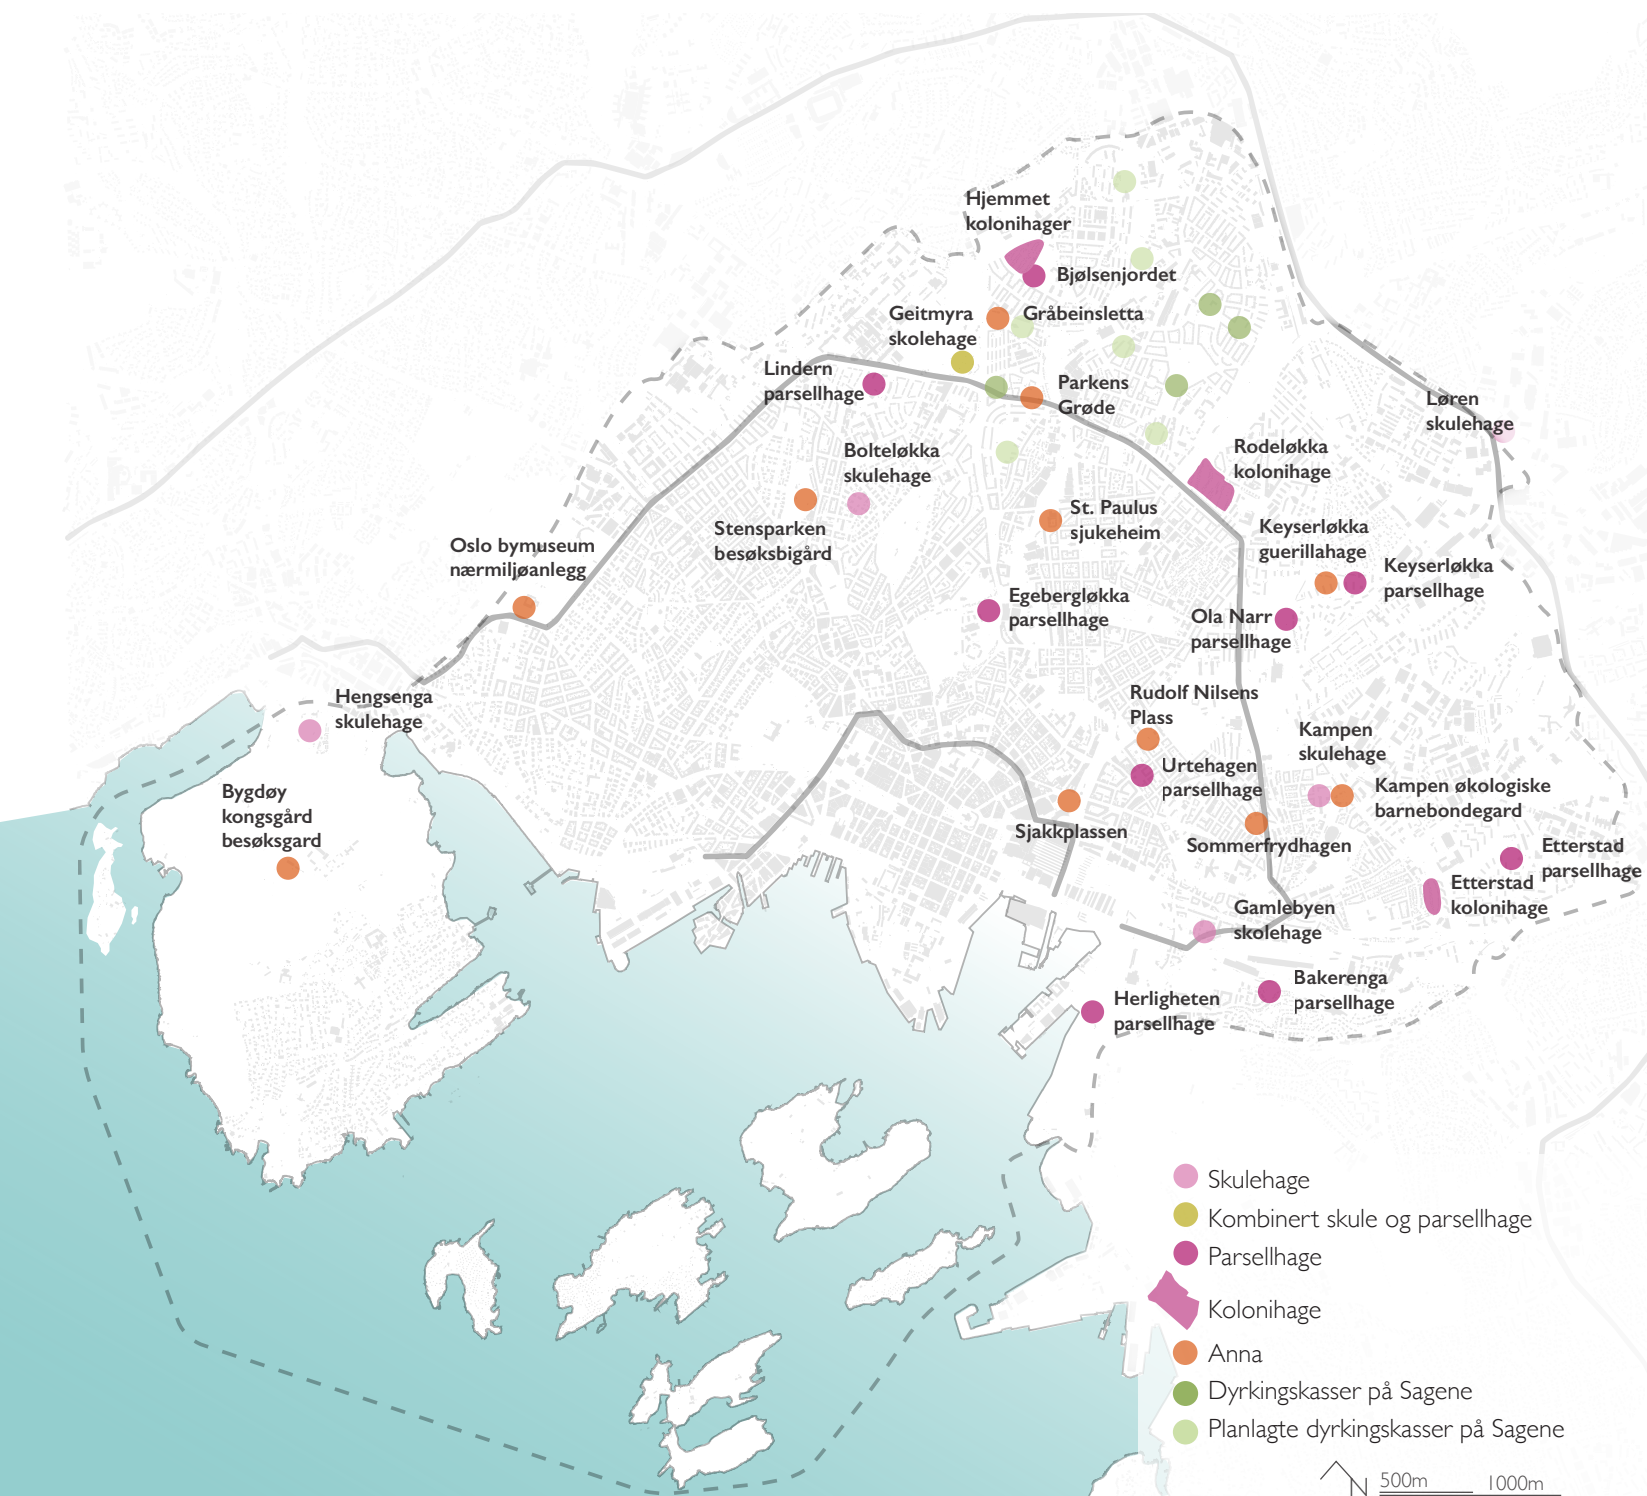 Hjemmet
kolonihager
Bjølsenjordet
Geitmyra
skolehage
Gråbeinsletta
Lindern
parsellhage
Parkens
Grøde
Løren
skulehage
Bolteløkka
skulehage
Rodeløkka
kolonihage
Stensparken
besøksbigård
St. Paulus
sjukeheim
Keyserløkka
guerillahage
Keyserløkka
parsellhage
Oslo bymuseum
nærmiljøanlegg
Egebergløkka
parsellhage
Ola Narr
parsellhage
Hengsenga
skulehage
Rudolf Nilsens
Plass
Kampen
skulehage
Urtehagen
parsellhage
Kampen økologiske
barnebondegard
Bygdøy
kongsgård
besøksgard
Sjakkplassen
Sommerfrydhagen
Etterstad
parsellhage
Etterstad
kolonihage
Gamlebyen
skolehage
Bakerenga
parsellhage
Herligheten
parsellhage
Skulehage
Kombinert skule og parsellhage
Parsellhage
Kolonihage
Anna
Dyrkingskasser på Sagene
Planlagte dyrkingskasser på Sagene
N 500m 1000m